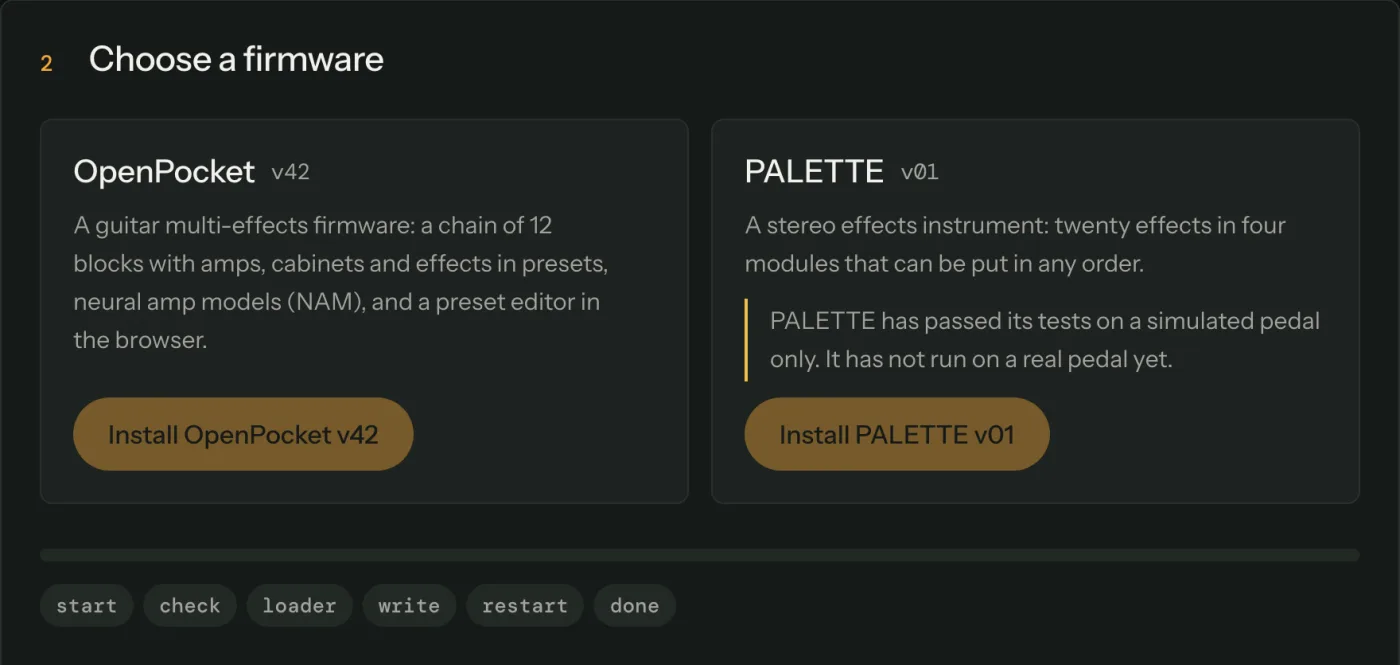 2 Choose a firmware
OpenPocket v42
A guitar multi-effects firmware: a chain of 12
blocks with amps, cabinets and effects in presets,
neural amp models (NAM), and a preset editor in
the browser.
Install OpenPocket v42
PALETTE v01
A stereo effects instrument: twenty effects in four
modules that can be put in any order.
PALETTE has passed its tests on a simulated pedal
only. It has not run on a real pedal yet.
Install PALETTE v01
start check loader write restart done